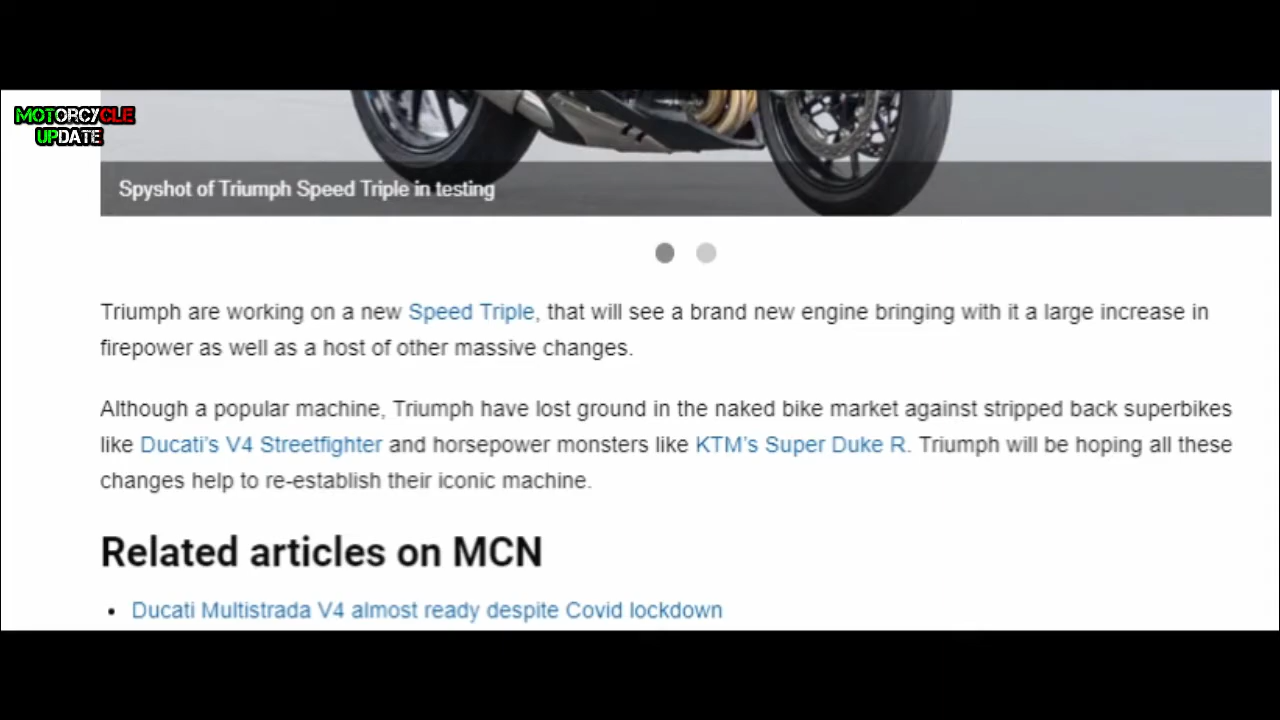 MOTORCYCLE
UPDATE
Spyshot of Triumph Speed Triple in testing
Triumph are working on a new Speed Triple, that will see a brand new engine bringing with it a large increase in
firepower as well as a host of other massive changes.
Although a popular machine, Triumph have lost ground in the naked bike market against stripped back superbikes
like Ducati's V4 Streetfighter and horsepower monsters like KTM's Super Duke R. Triumph will be hoping all these
changes help to re-establish their iconic machine.
Related articles on MCN
• Ducati Multistrada V4 almost ready despite Covid lockdown